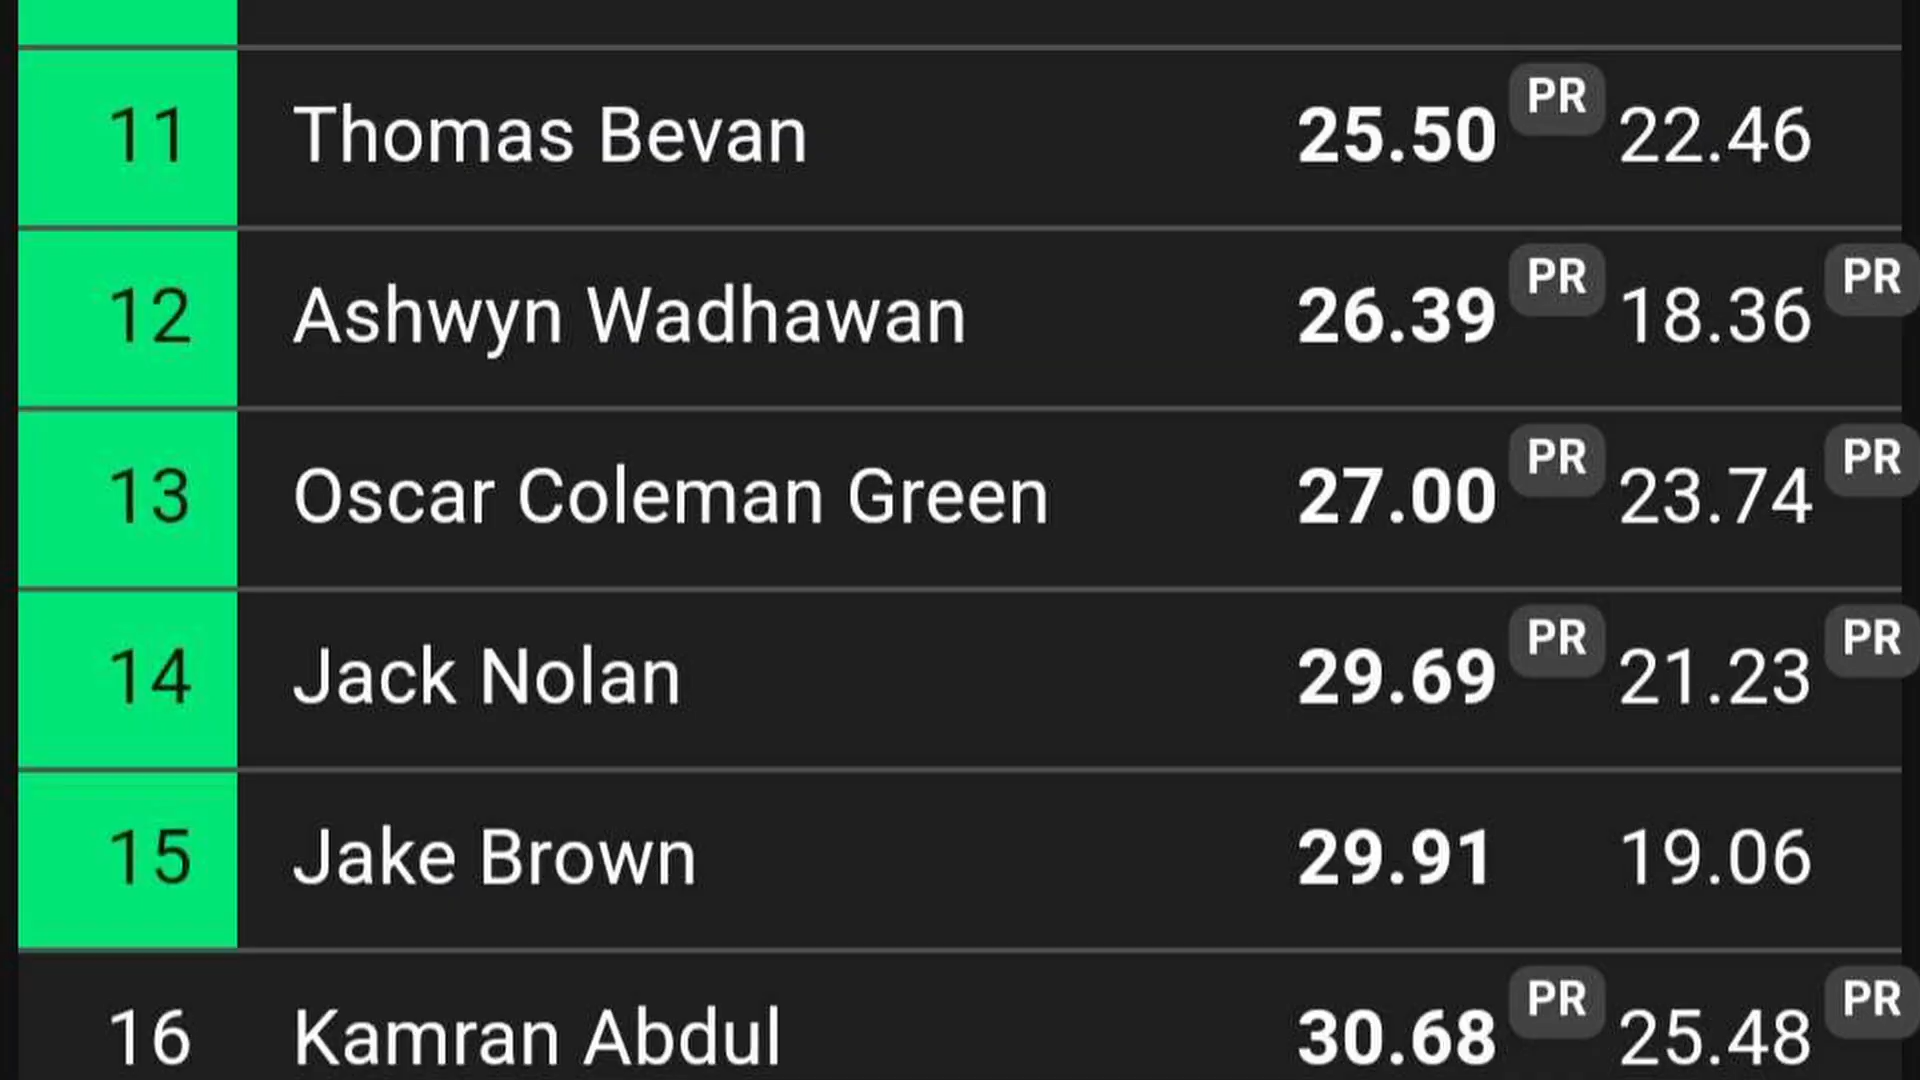 11 Thomas Bevan 25.50 PR 22.46
12 Ashwyn Wadhawan 26.39 PR 18.36 PR
13 Oscar Coleman Green 27.00 PR 23.74 PR
14 Jack Nolan 29.69 PR 21.23 PR
15 Jake Brown 29.91 19.06
16 Kamran Abdul 30.68 PR 25.48 PR